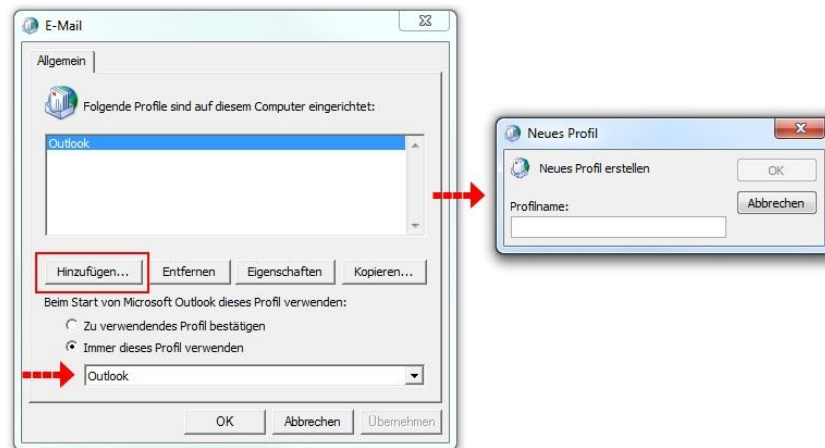 E-Mail
Allgemein
Folgende Profile sind auf diesem Computer eingerichtet:
Outlook
Hinzufügen...
Entfernen
Eigenschaften
Kopieren...
Beim Start von Microsoft Outlook dieses Profil verwenden:
Zu verwendendes Profil bestätigen
Immer dieses Profil verwenden
Outlook
OK
Abbrechen
Übernehmen
Neues Profil
Neues Profil erstellen
OK
Profilname:
Abbrechen